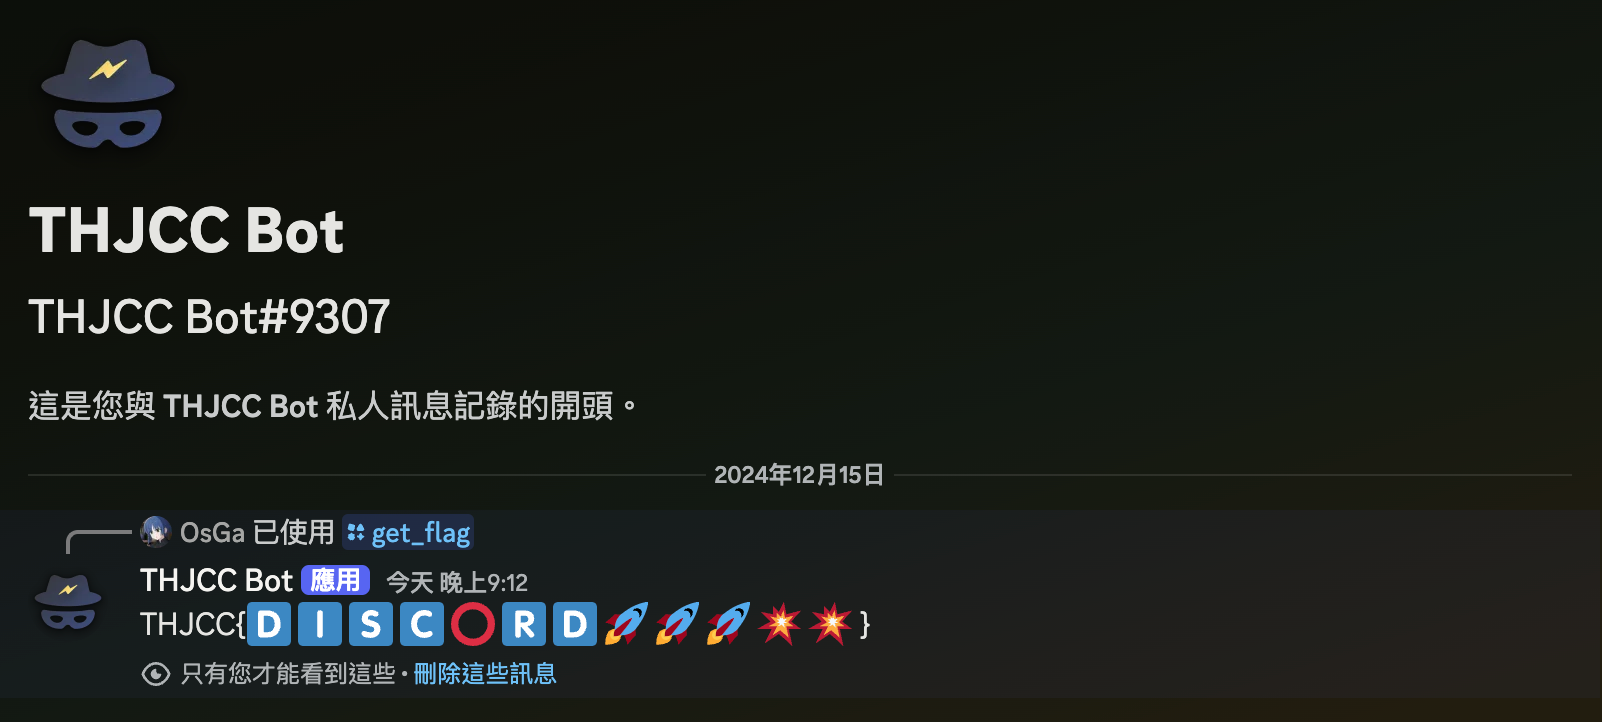 THJCC Bot
THJCC Bot#9307
這是您與 THJCC Bot 私人訊息記錄的開頭。
2024年12月15日
OsGa 已使用 get_flag
THJCC Bot 應用 今天 晚上9:12
THJCC{🇩 🇮 🇸 🇨 ⭕ 🇷 🇩 🚀 🚀 🚀 💥 💥 }
只有您才能看到這些 • 刪除這些訊息